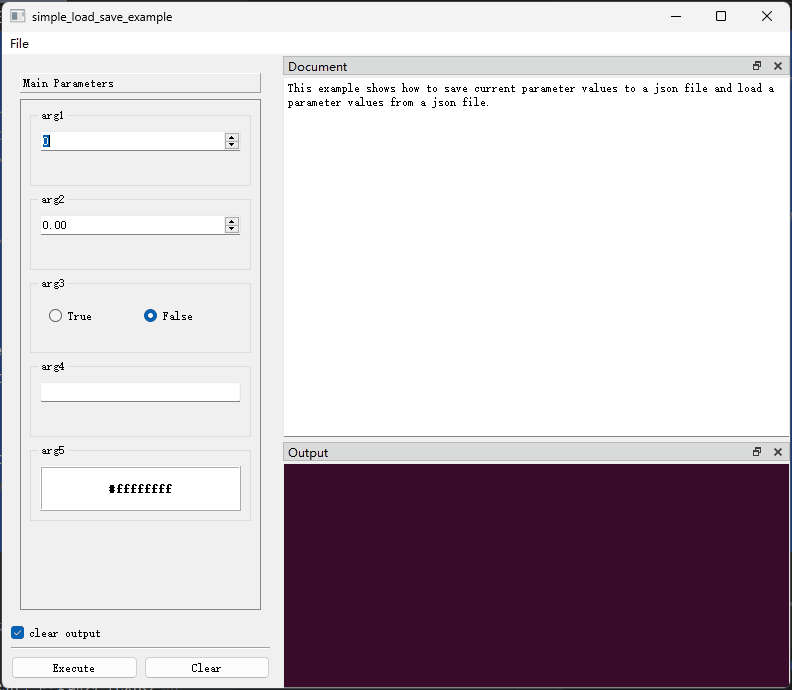 simple_load_save_example
File
Main Parameters
arg1
0
arg2
0.00
arg3
True
False
arg4
arg5
#ffffffff
clear output
Execute
Clear
Document
This example shows how to save current parameter values to a json file and load a
parameter values from a json file.
Output